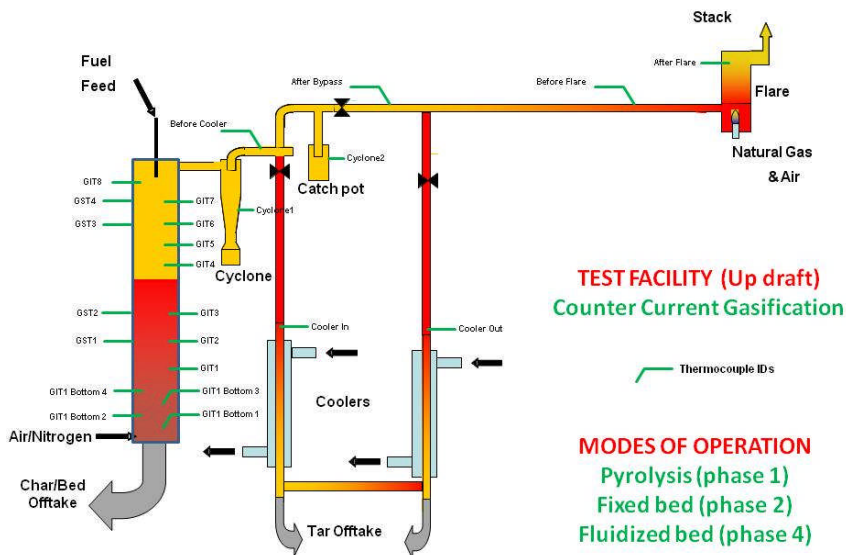 Stack
Fuel
Feed
After Bypass
Before Flare
After Flare
Flare
Before Cooler
Natural Gas
& Air
Cyclone2
Catch pot
GIT8
GST4
GIT7
Cyclone1
GST3
GIT6
GIT5
GIT4
Cyclone
TEST FACILITY (Up draft)
Counter Current Gasification
GST2
GIT3
Cooler In
Cooler Out
GST1
GIT2
GIT1
Thermocouple IDs
GIT1 Bottom 4
GIT1 Bottom 3
Coolers
GIT1 Bottom 2
GIT1 Bottom 1
Air/Nitrogen
MODES OF OPERATION
Pyrolysis (phase 1)
Fixed bed (phase 2)
Fluidized bed (phase 4)
Char/Bed
Offtake
Tar Offtake